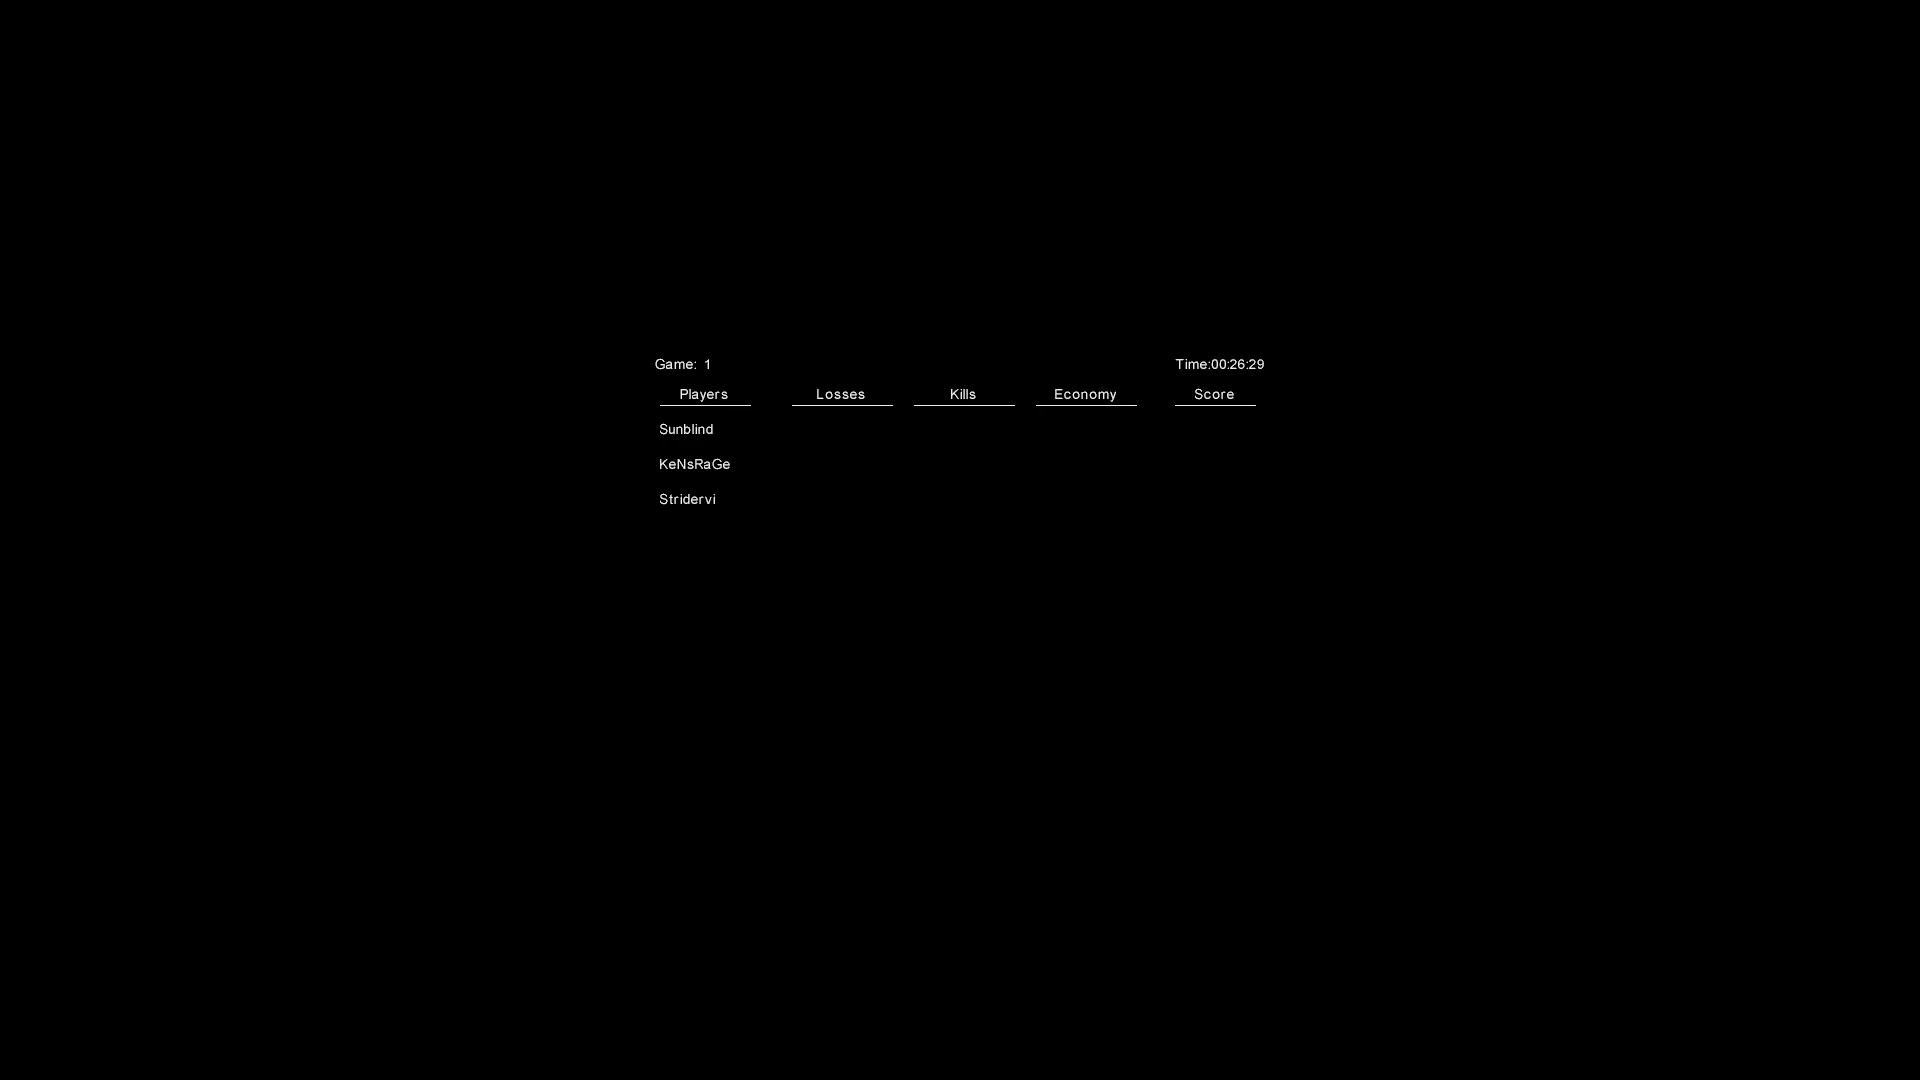 Game: 1 Time:00:26:29
Players Losses Kills Economy Score
Sunblind
KeNsRaGe
Stridervi